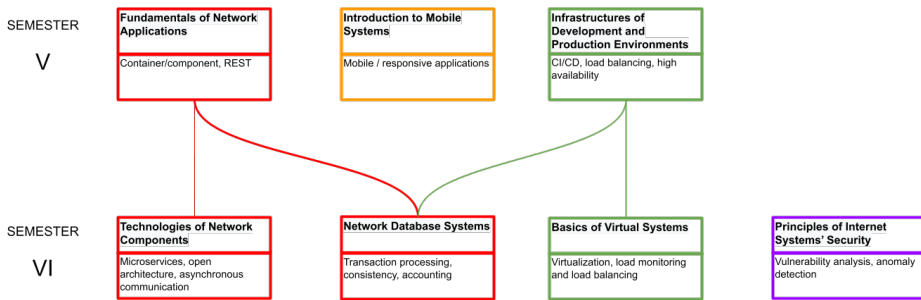 SEMESTER
V
Fundamentals of Network
Applications
Container/component, REST
Introduction to Mobile
Systems
Mobile / responsive applications
Infrastructures of
Development and
Production Environments
CI/CD, load balancing, high
availability
SEMESTER
VI
Technologies of Network
Components
Microservices, open
architecture, asynchronous
communication
Network Database Systems
Transaction processing,
consistency, accounting
Basics of Virtual Systems
Virtualization, load monitoring
and load balancing
Principles of Internet
Systems' Security
Vulnerability analysis, anomaly
detection